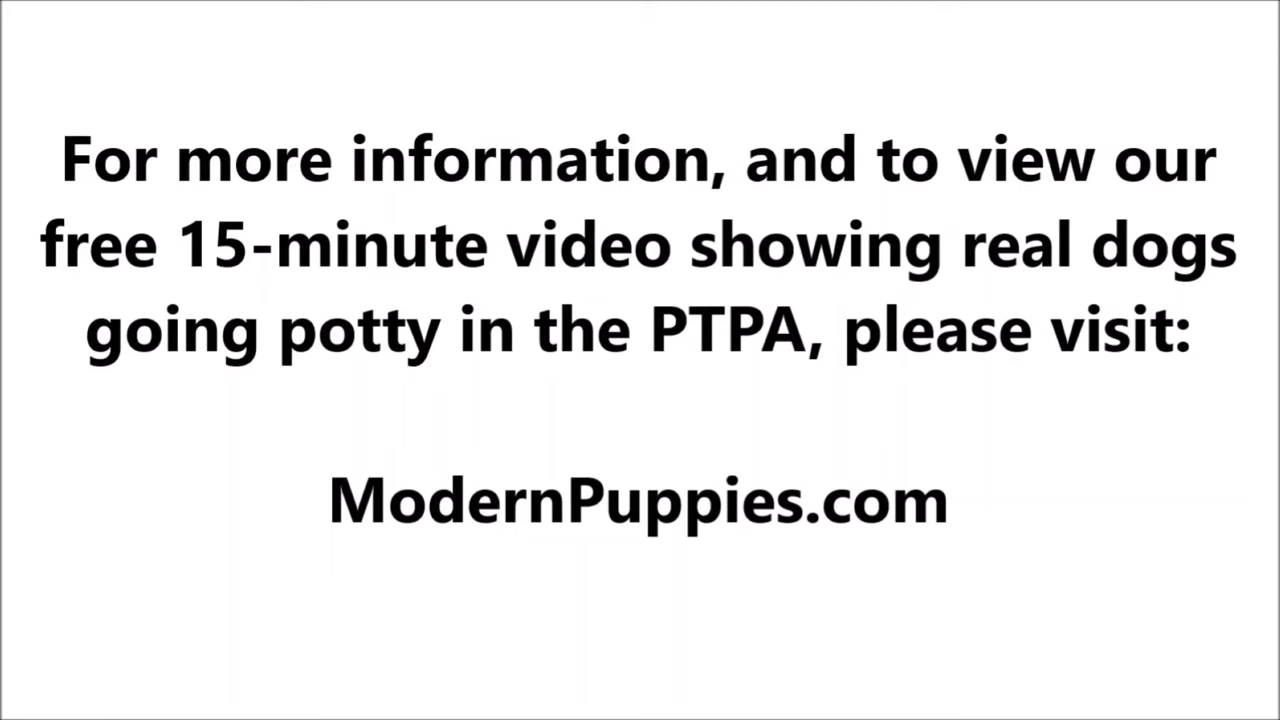 For more information, and to view our
free 15-minute video showing real dogs
going potty in the PTPA, please visit:
ModernPuppies.com